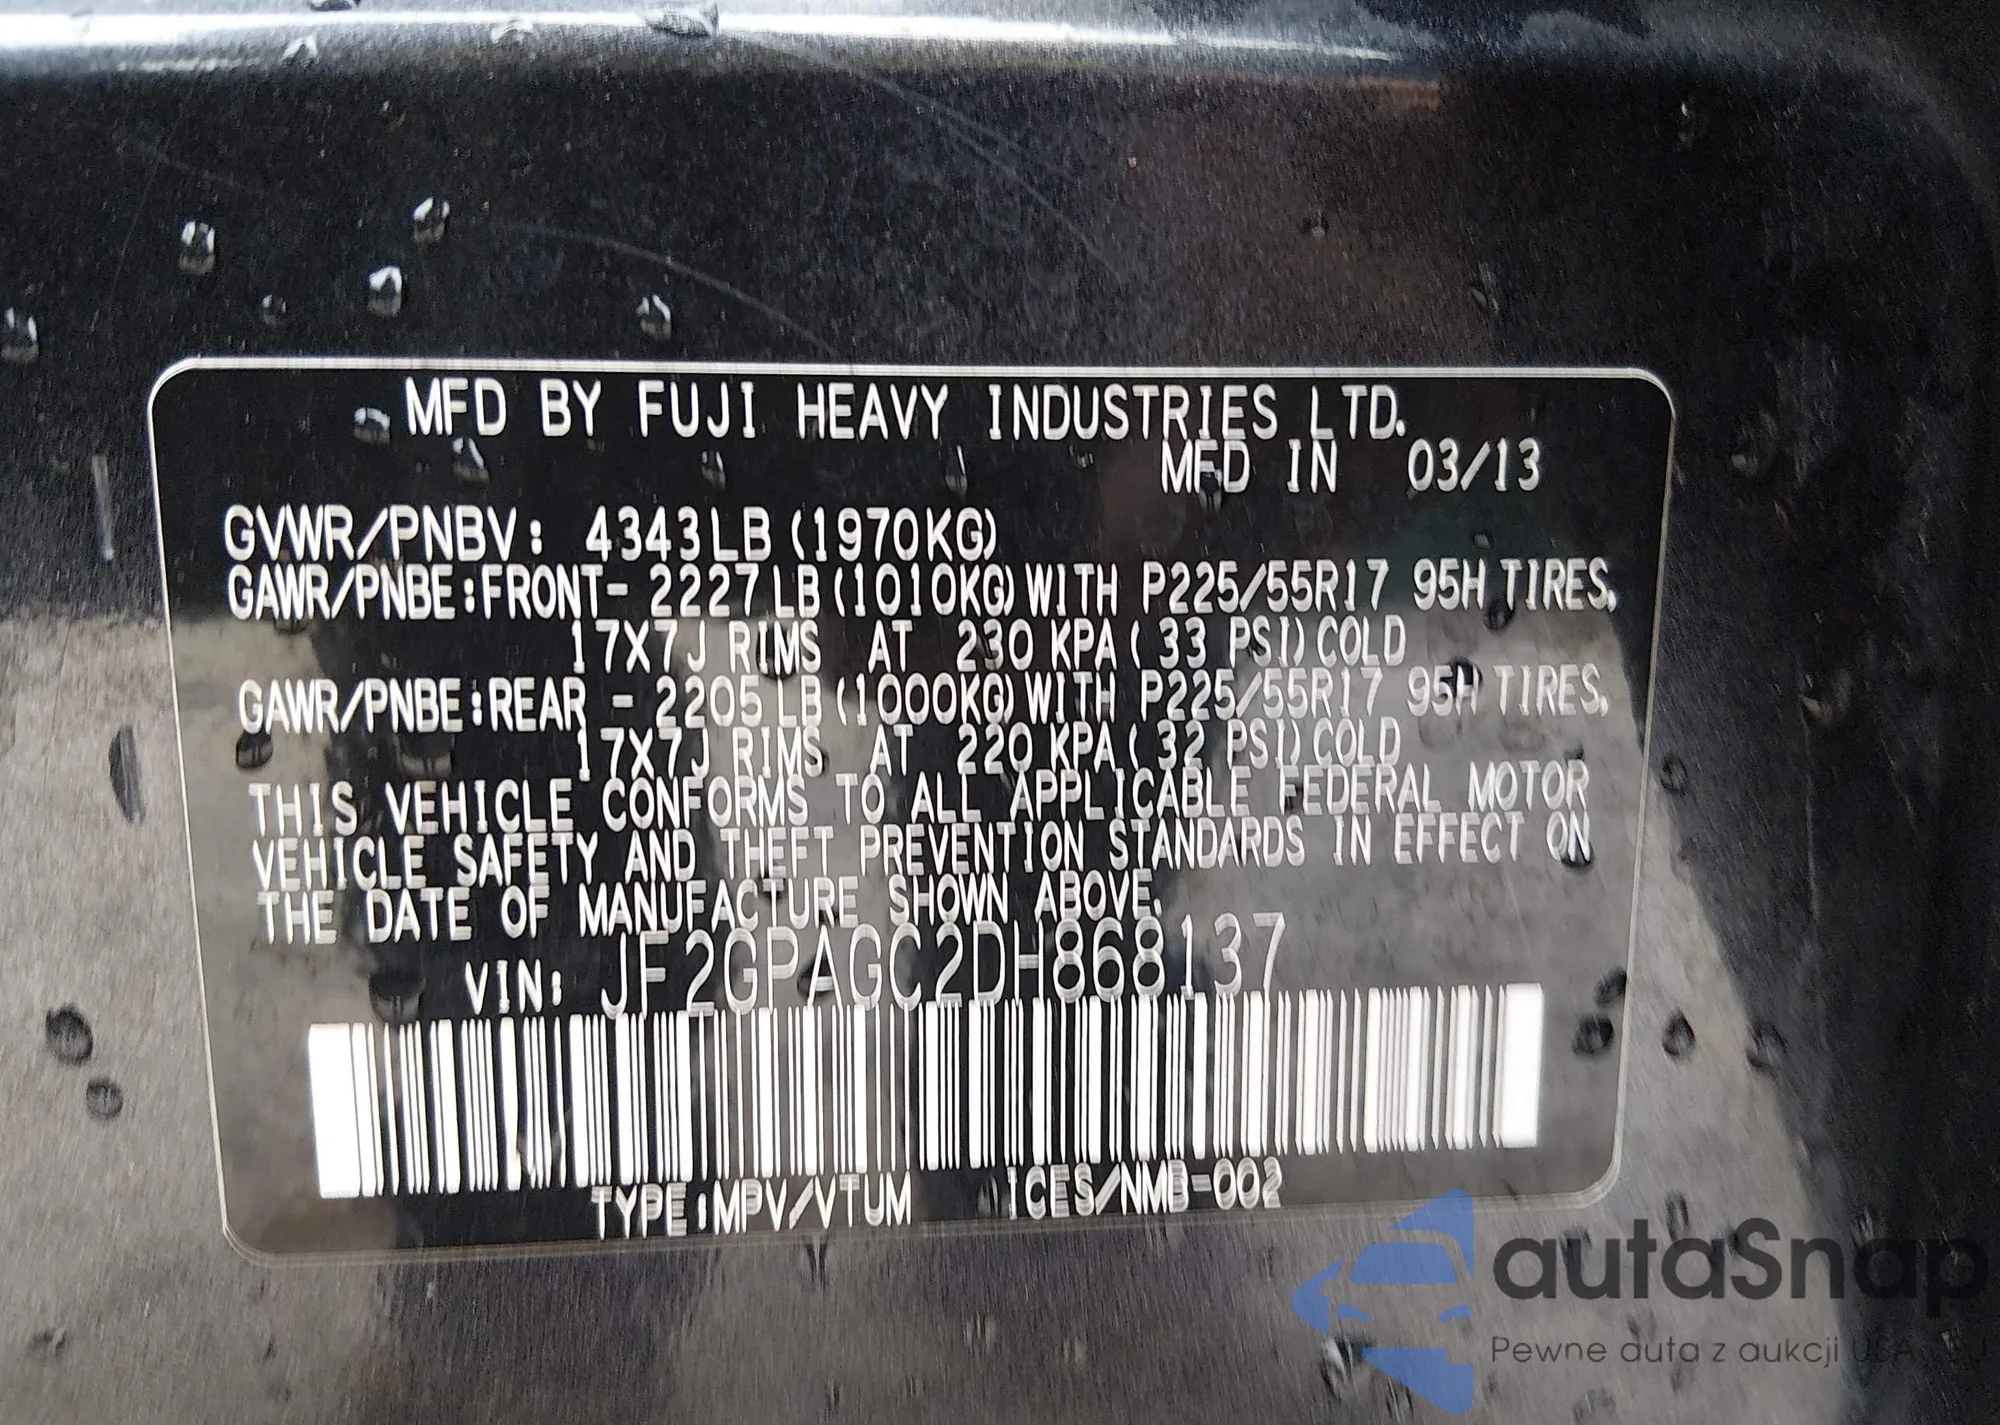 MFD BY FUJI HEAVY INDUSTRIES LTD.
MFD IN 03/13
GVWR/PNBV: 4343LB (1970KG)
GAWR/PNBE:FRONT- 2227LB (1010KG) WITH P225/55R17 95H TIRES,
17X7J RIMS AT 230 KPA ( 33 PSI) COLD
GAWR/PNBE:REAR - 2205LB (1000KG) WITH P225/55R17 95H TIRES,
17X7J RIMS AT 220 KPA ( 32 PSI) COLD
THIS VEHICLE CONFORMS TO ALL APPLICABLE FEDERAL MOTOR
VEHICLE SAFETY AND THEFT PREVENTION STANDARDS IN EFFECT ON
THE DATE OF MANUFACTURE SHOWN ABOVE.
VIN: JF2GPAGC2DH868137
TYPE:MPV/VTUM ICES/NMB-002
autaSnap
Pewne auta z aukcji USA